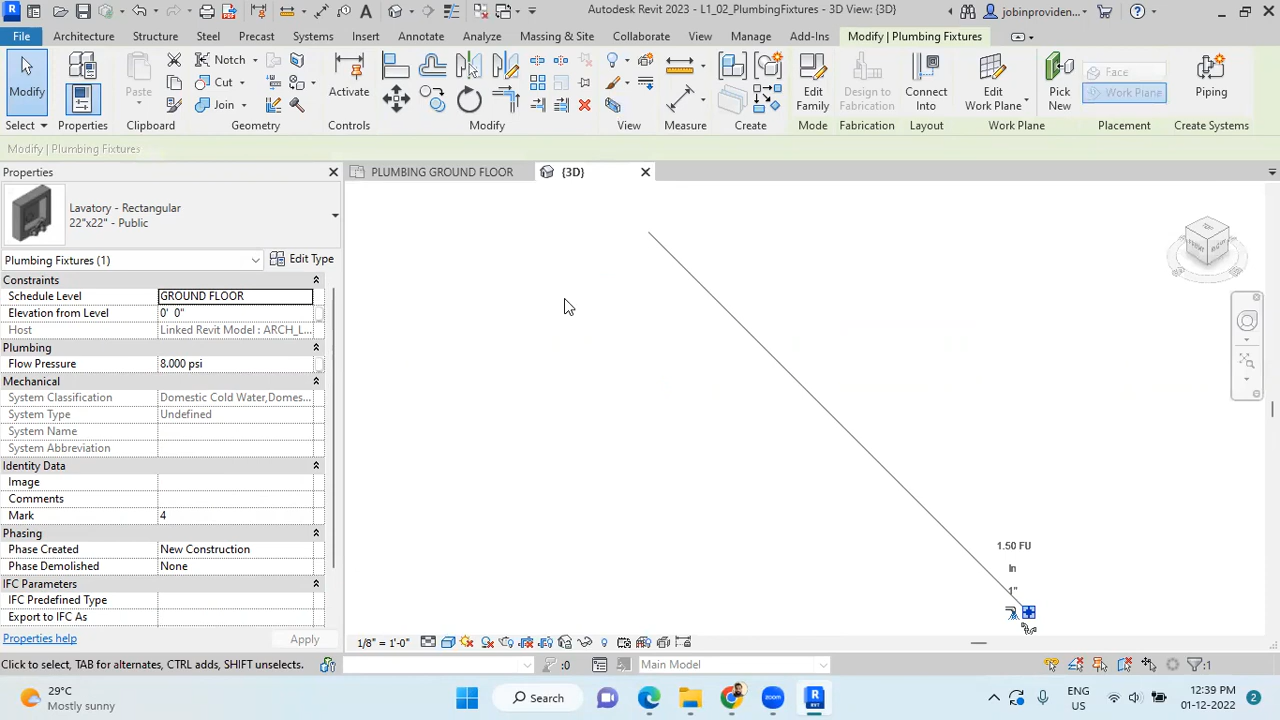 Autodesk Revit 2023 - L1_02_PlumbingFixtures - 3D View: {3D}
jobinproviden...
File Architecture Structure Steel Precast Systems Insert Annotate Analyze Massing & Site Collaborate View Manage Add-Ins Modify | Plumbing Fixtures
Modify Paste Notch Cut Join Activate Edit Family Design to Fabrication Connect Into Edit Work Plane Pick New Face Work Plane Piping
Select Properties Clipboard Geometry Controls Modify View Measure Create Mode Fabrication Layout Work Plane Placement Create Systems
Modify | Plumbing Fixtures
Properties
PLUMBING GROUND FLOOR
{3D}
Lavatory - Rectangular
22"x22" - Public
Plumbing Fixtures (1)
Edit Type
Constraints
Schedule Level GROUND FLOOR
Elevation from Level 0' 0"
Host Linked Revit Model : ARCH_L...
Plumbing
Flow Pressure 8.000 psi
Mechanical
System Classification Domestic Cold Water,Domes...
System Type Undefined
System Name
System Abbreviation
Identity Data
Image
Comments
Mark 4
Phasing
Phase Created New Construction
Phase Demolished None
IFC Parameters
IFC Predefined Type
Export to IFC As
Properties help
Apply
1.50 FU
In
1"
1/8" = 1'-0"
Click to select, TAB for alternates, CTRL adds, SHIFT unselects.
:0
Main Model
:1
29°C
Mostly sunny
Search
ENG
US
12:39 PM
01-12-2022
2